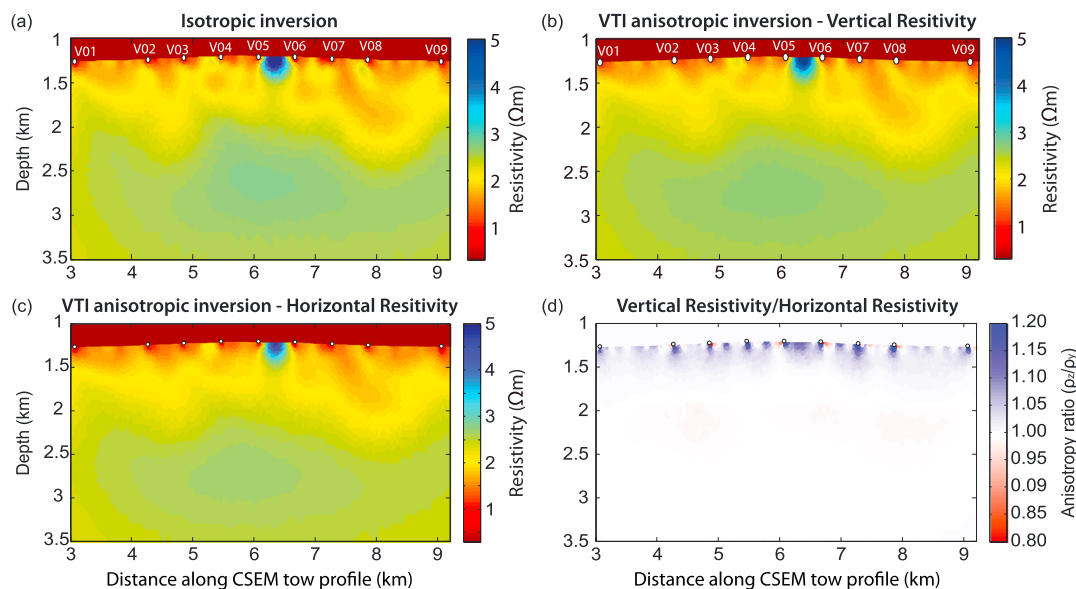 (a) Isotropic inversion
1
V01 V02 V03 V04 V05 V06 V07 V08 V09
1.5
2
2.5
3
3.5
Depth (km)
3 4 5 6 7 8 9
5
4
3
2
1
Resistivity (Ωm)
(b) VTI anisotropic inversion - Vertical Resitivity
1
V01 V02 V03 V04 V05 V06 V07 V08 V09
1.5
2
2.5
3
3.5
3 4 5 6 7 8 9
5
4
3
2
1
Resistivity (Ωm)
(c) VTI anisotropic inversion - Horizontal Resitivity
1
1.5
2
2.5
3
3.5
Depth (km)
3 4 5 6 7 8 9
Distance along CSEM tow profile (km)
5
4
3
2
1
Resistivity (Ωm)
(d) Vertical Resistivity/Horizontal Resistivity
1
1.5
2
2.5
3
3.5
3 4 5 6 7 8 9
Distance along CSEM tow profile (km)
1.20
1.15
1.10
1.05
1.00
0.95
0.90
0.85
0.80
Anisotropy ratio (ρz/ρy)